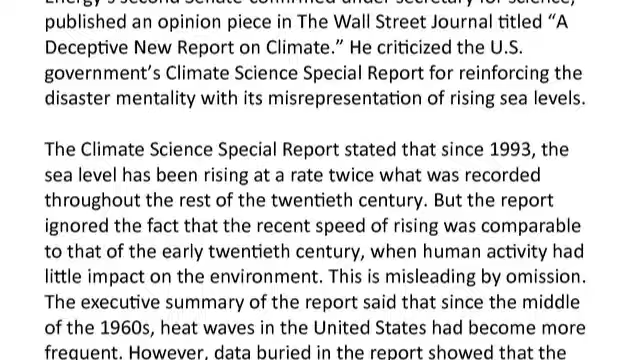 Energy's second Senate-confirmed under secretary for science,
published an opinion piece in The Wall Street Journal titled “A
Deceptive New Report on Climate.” He criticized the U.S.
government’s Climate Science Special Report for reinforcing the
disaster mentality with its misrepresentation of rising sea levels.
The Climate Science Special Report stated that since 1993, the
sea level has been rising at a rate twice what was recorded
throughout the rest of the twentieth century. But the report
ignored the fact that the recent speed of rising was comparable
to that of the early twentieth century, when human activity had
little impact on the environment. This is misleading by omission.
The executive summary of the report said that since the middle
of the 1960s, heat waves in the United States had become more
frequent. However, data buried in the report showed that the